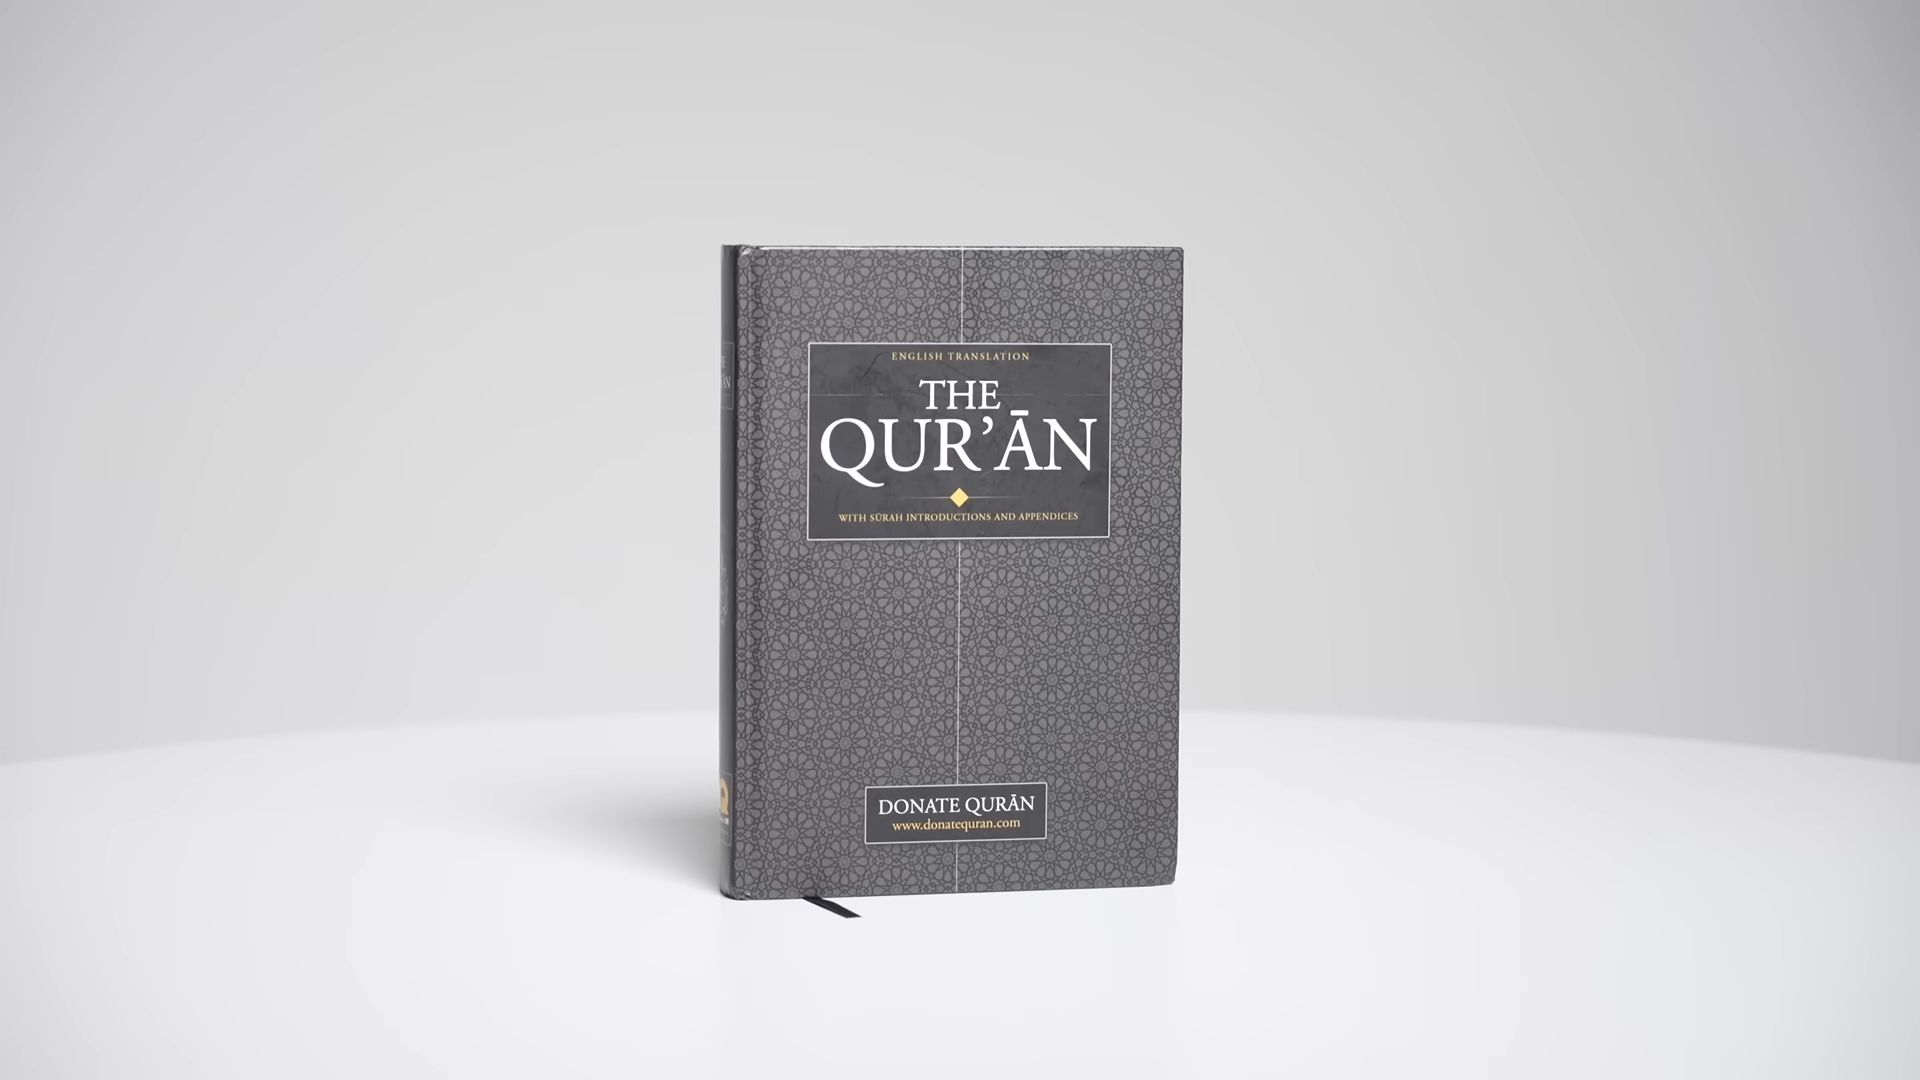 ENGLISH TRANSLATION
THE
QUR’ĀN
WITH SŪRAH INTRODUCTIONS AND APPENDICES
DONATE QURĀN
www.donatequran.com